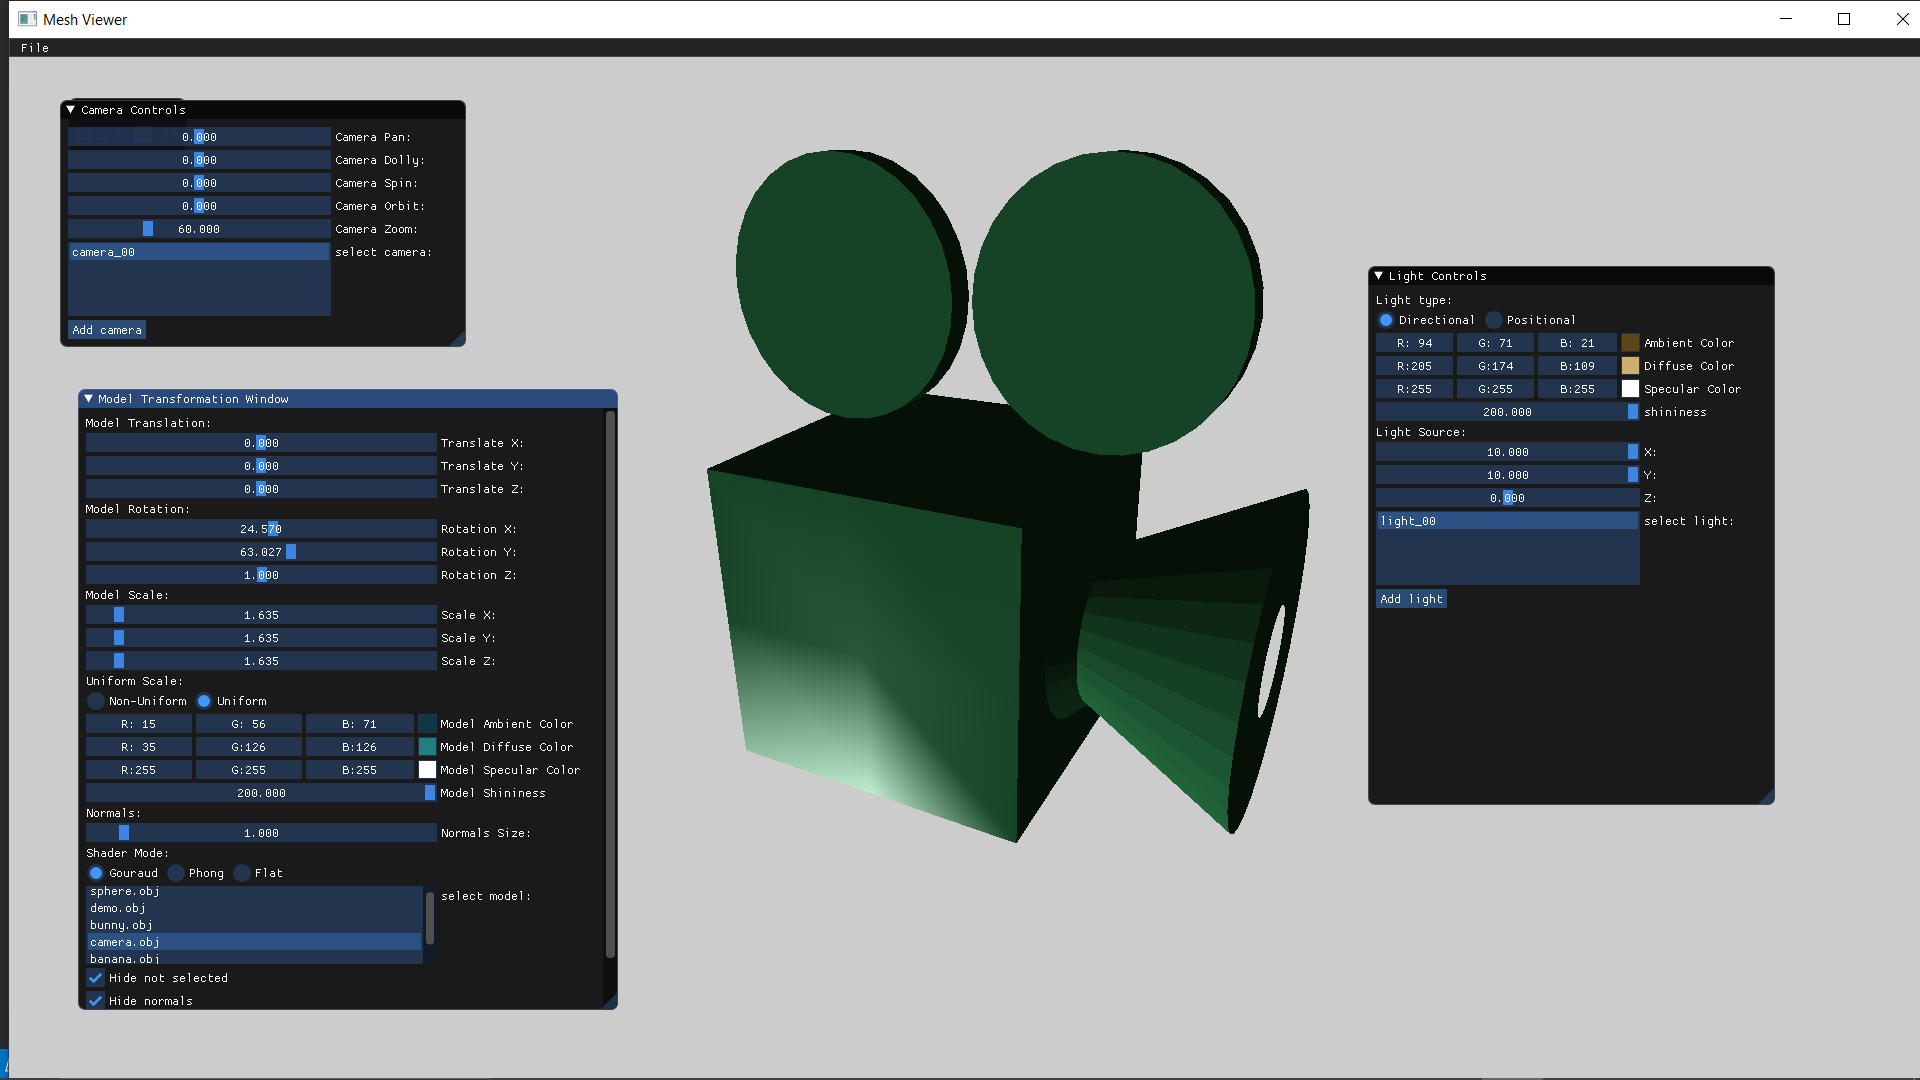 Mesh Viewer
File
Camera Controls
0.000 Camera Pan:
0.000 Camera Dolly:
0.000 Camera Spin:
0.000 Camera Orbit:
60.000 Camera Zoom:
camera_00 select camera:
Add camera
Model Transformation Window
Model Translation:
0.000 Translate X:
0.000 Translate Y:
0.000 Translate Z:
Model Rotation:
24.570 Rotation X:
63.027 Rotation Y:
1.000 Rotation Z:
Model Scale:
1.635 Scale X:
1.635 Scale Y:
1.635 Scale Z:
Uniform Scale:
Non-Uniform Uniform
R: 15 G: 56 B: 71 Model Ambient Color
R: 35 G:126 B:126 Model Diffuse Color
R:255 G:255 B:255 Model Specular Color
200.000 Model Shininess
Normals:
1.000 Normals Size:
Shader Mode:
Gouraud Phong Flat
sphere.obj select model:
demo.obj
bunny.obj
camera.obj
banana.obj
Hide not selected
Hide normals
Light Controls
Light type:
Directional Positional
R: 94 G: 71 B: 21 Ambient Color
R:205 G:174 B:109 Diffuse Color
R:255 G:255 B:255 Specular Color
200.000 shininess
Light Source:
10.000 X:
10.000 Y:
0.000 Z:
light_00 select light:
Add light